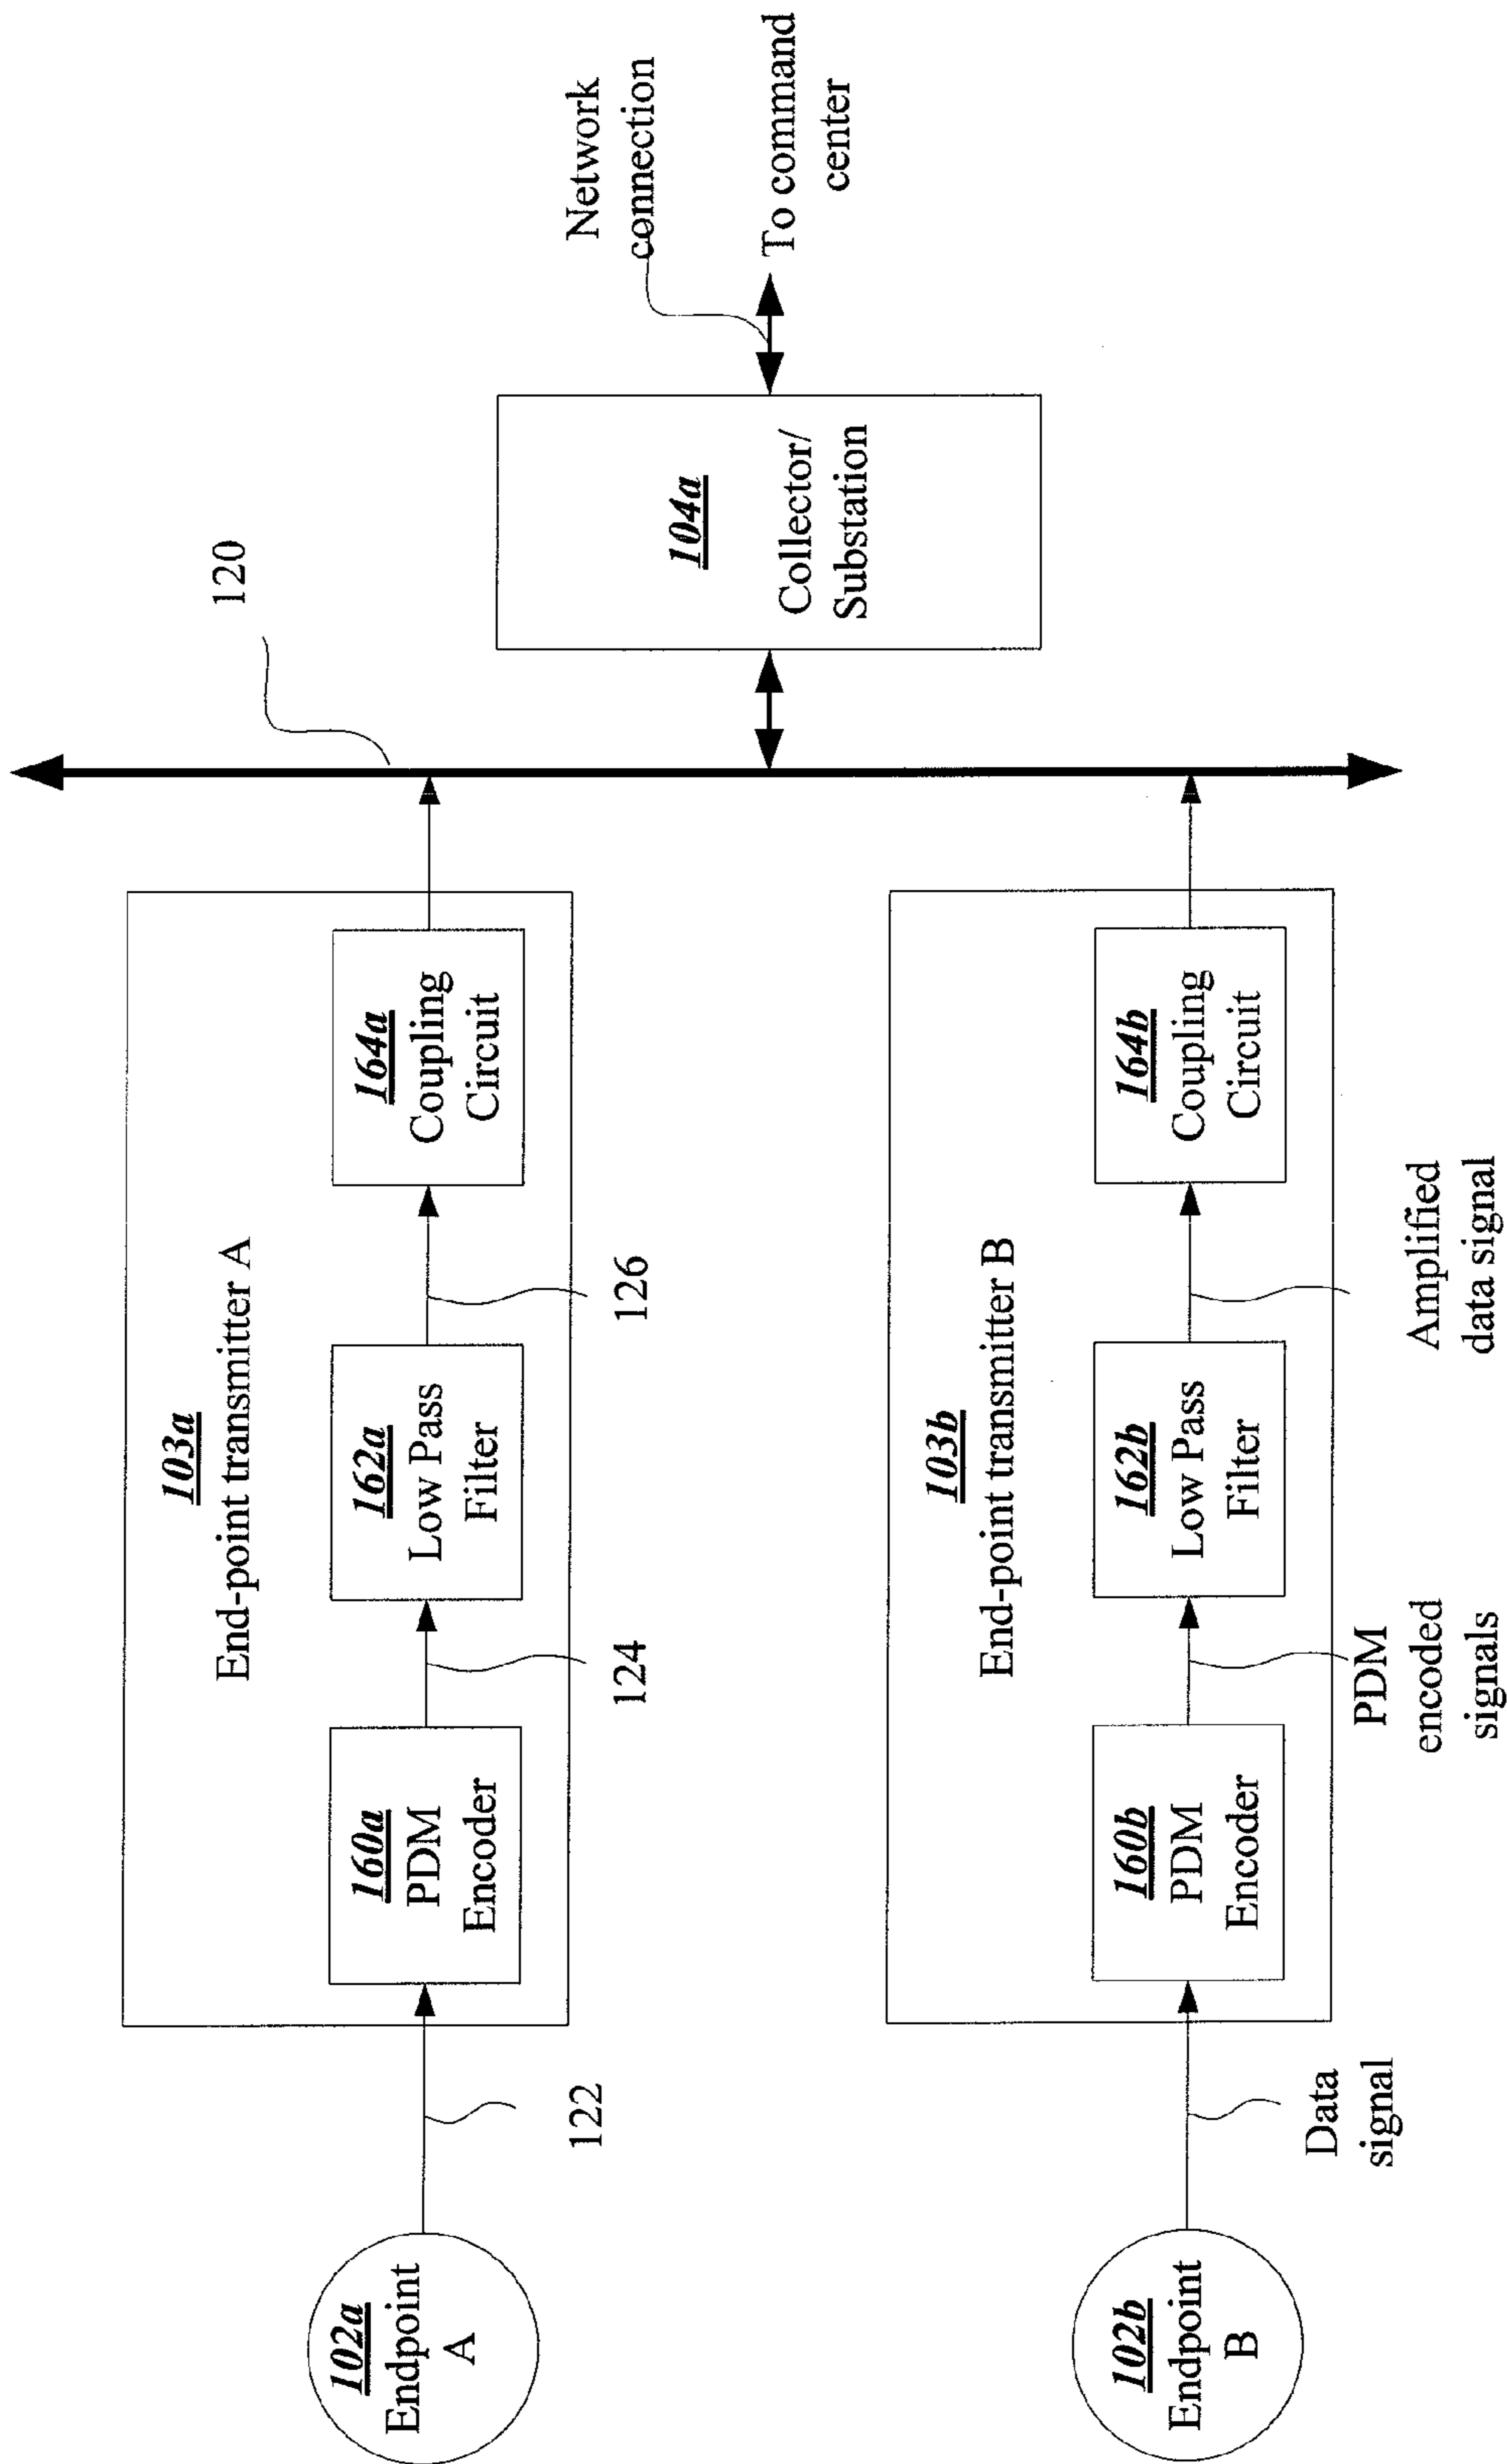 103a
End-point transmitter A
102a
Endpoint
A
122
160a
PDM
Encoder
124
162a
Low Pass
Filter
126
164a
Coupling
Circuit
120
104a
Collector/
Substation
Network
connection
To command
center
103b
End-point transmitter B
102b
Endpoint
B
Data
signal
160b
PDM
Encoder
PDM
encoded
signals
162b
Low Pass
Filter
Amplified
data signal
164b
Coupling
Circuit